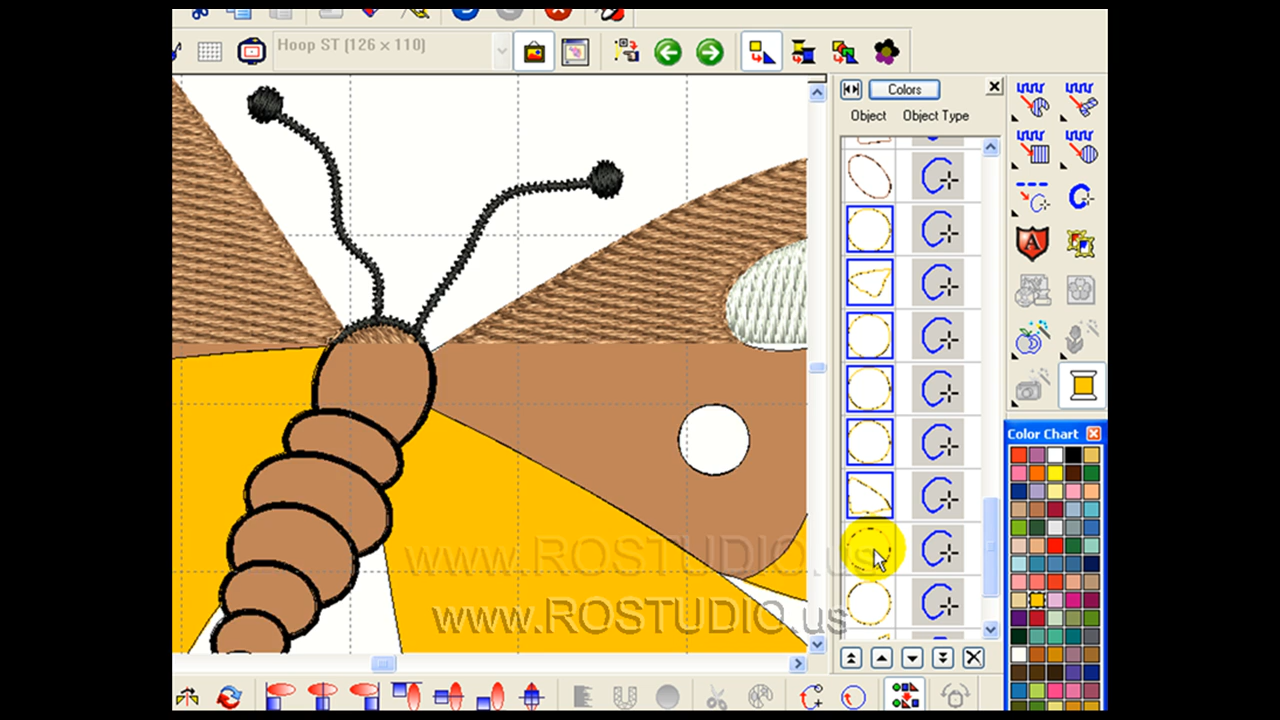 Hoop ST (126 × 110)
Colors
Object Object Type
A
Color Chart
www.ROSTUDIO.us
www.ROSTUDIO.us